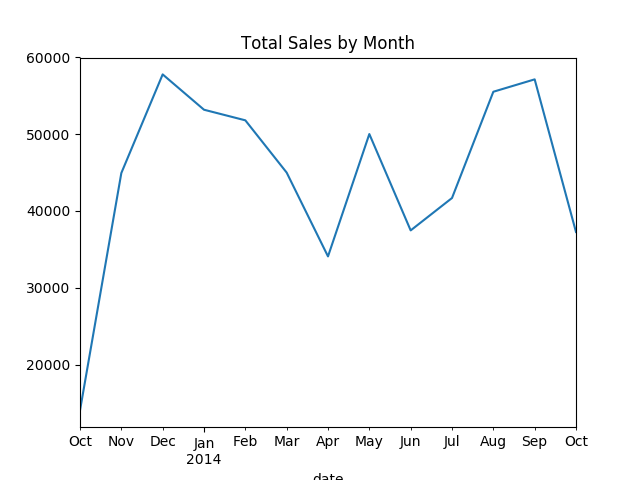 Total Sales by Month
60000
50000
40000
30000
20000
Oct Nov Dec Jan Feb Mar Apr May Jun Jul Aug Sep Oct
2014
date